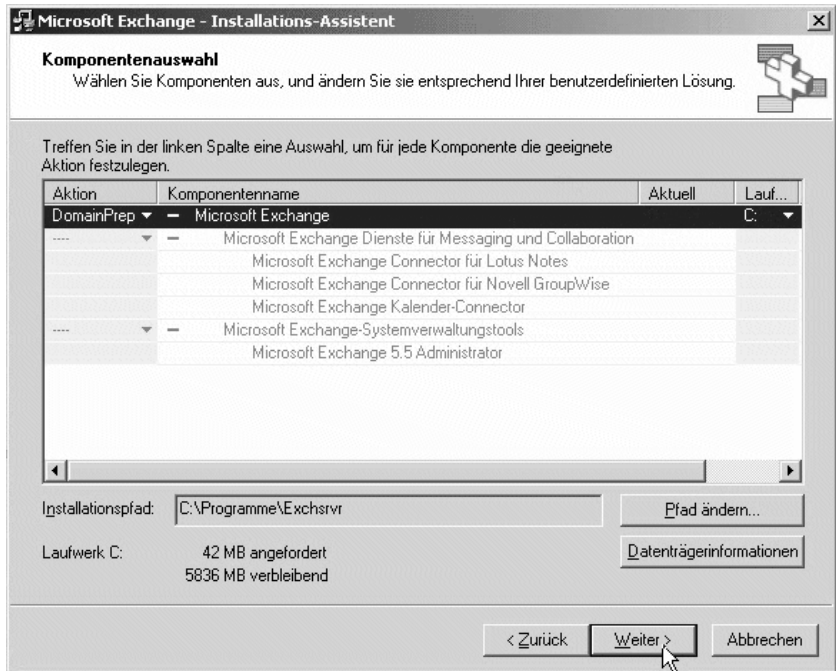 Microsoft Exchange - Installations-Assistent
Komponentenauswahl
Wählen Sie Komponenten aus, und ändern Sie sie entsprechend Ihrer benutzerdefinierten Lösung.
Treffen Sie in der linken Spalte eine Auswahl, um für jede Komponente die geeignete
Aktion festzulegen.
Aktion Komponentenname Aktuell Lauf...
DomainPrep Microsoft Exchange C:
---- Microsoft Exchange Dienste für Messaging und Collaboration
Microsoft Exchange Connector für Lotus Notes
Microsoft Exchange Connector für Novell GroupWise
Microsoft Exchange Kalender-Connector
---- Microsoft Exchange-Systemverwaltungstools
Microsoft Exchange 5.5 Administrator
Installationspfad: C:\Programme\Exchsrvr Pfad ändern...
Laufwerk C: 42 MB angefordert Datenträgerinformationen
5836 MB verbleibend
< Zurück Weiter > Abbrechen